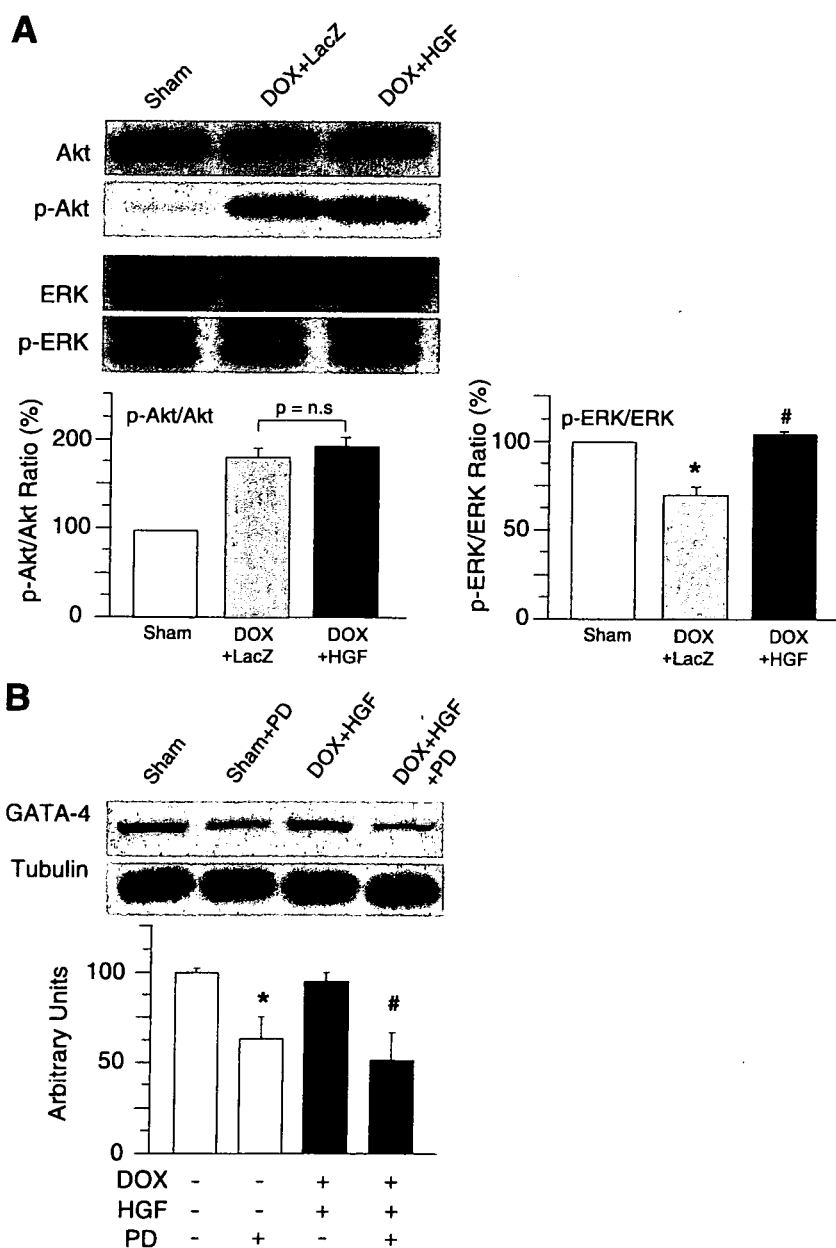 A
Sham
DOX+LacZ
DOX+HGF
Akt
p-Akt
ERK
p-ERK
p-Akt/Akt Ratio (%)
200
100
0
p-Akt/Akt
p = n.s
Sham
DOX
+LacZ
DOX
+HGF
p-ERK/ERK Ratio (%)
100
50
0
p-ERK/ERK
*
#
Sham
DOX
+LacZ
DOX
+HGF
B
Sham
Sham+PD
DOX+HGF
DOX+HGF
+PD
GATA-4
Tubulin
Arbitrary Units
100
50
0
*
#
DOX - - + +
HGF - - + +
PD - + - +